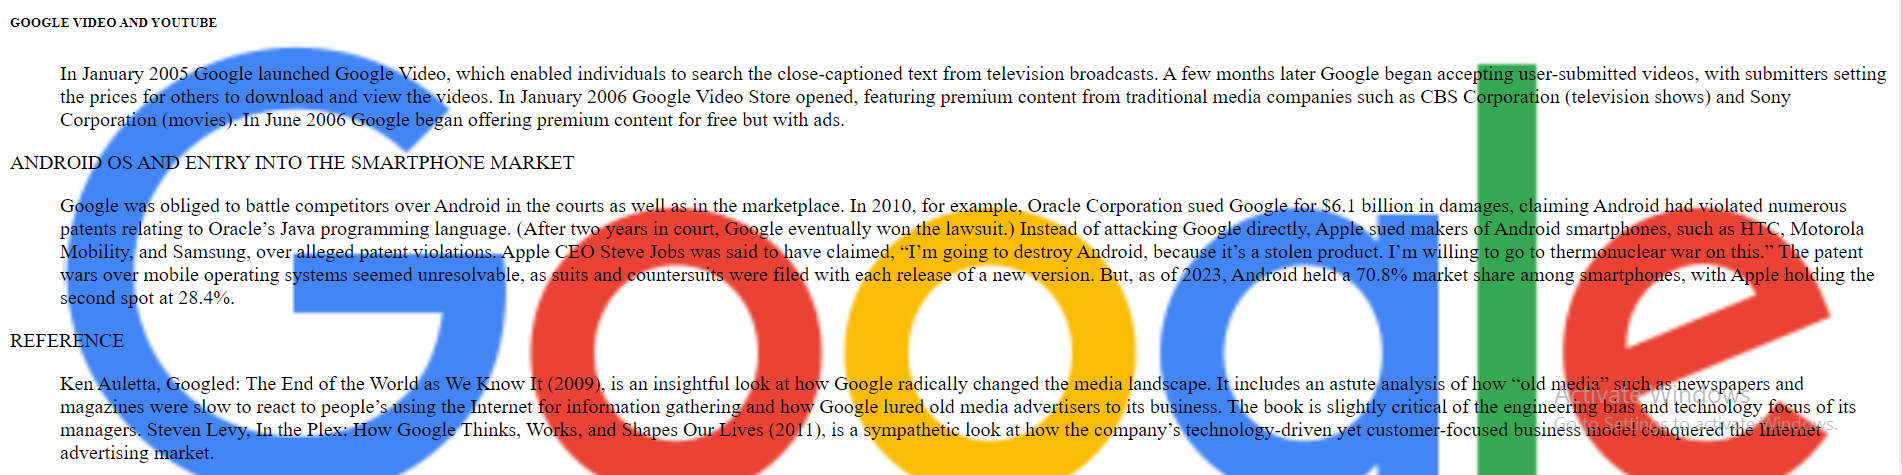 GOOGLE VIDEO AND YOUTUBE
In January 2005 Google launched Google Video, which enabled individuals to search the close-captioned text from television broadcasts. A few months later Google began accepting user-submitted videos, with submitters setting
the prices for others to download and view the videos. In January 2006 Google Video Store opened, featuring premium content from traditional media companies such as CBS Corporation (television shows) and Sony
Corporation (movies). In June 2006 Google began offering premium content for free but with ads.
ANDROID OS AND ENTRY INTO THE SMARTPHONE MARKET
Google was obliged to battle competitors over Android in the courts as well as in the marketplace. In 2010, for example, Oracle Corporation sued Google for $6.1 billion in damages, claiming Android had violated numerous
patents relating to Oracle’s Java programming language. (After two years in court, Google eventually won the lawsuit.) Instead of attacking Google directly, Apple sued makers of Android smartphones, such as HTC, Motorola
Mobility, and Samsung, over alleged patent violations. Apple CEO Steve Jobs was said to have claimed, “I’m going to destroy Android, because it’s a stolen product. I’m willing to go to thermonuclear war on this.” The patent
wars over mobile operating systems seemed unresolvable, as suits and countersuits were filed with each release of a new version. But, as of 2023, Android held a 70.8% market share among smartphones, with Apple holding the
second spot at 28.4%.
REFERENCE
Ken Auletta, Googled: The End of the World as We Know It (2009), is an insightful look at how Google radically changed the media landscape. It includes an astute analysis of how “old media” such as newspapers and
magazines were slow to react to people’s using the Internet for information gathering and how Google lured old media advertisers to its business. The book is slightly critical of the engineering bias and technology focus of its
managers. Steven Levy, In the Plex: How Google Thinks, Works, and Shapes Our Lives (2011), is a sympathetic look at how the company’s technology-driven yet customer-focused business model conquered the Internet
advertising market.
Google
Activate Windows
Go to Settings to activate Windows.